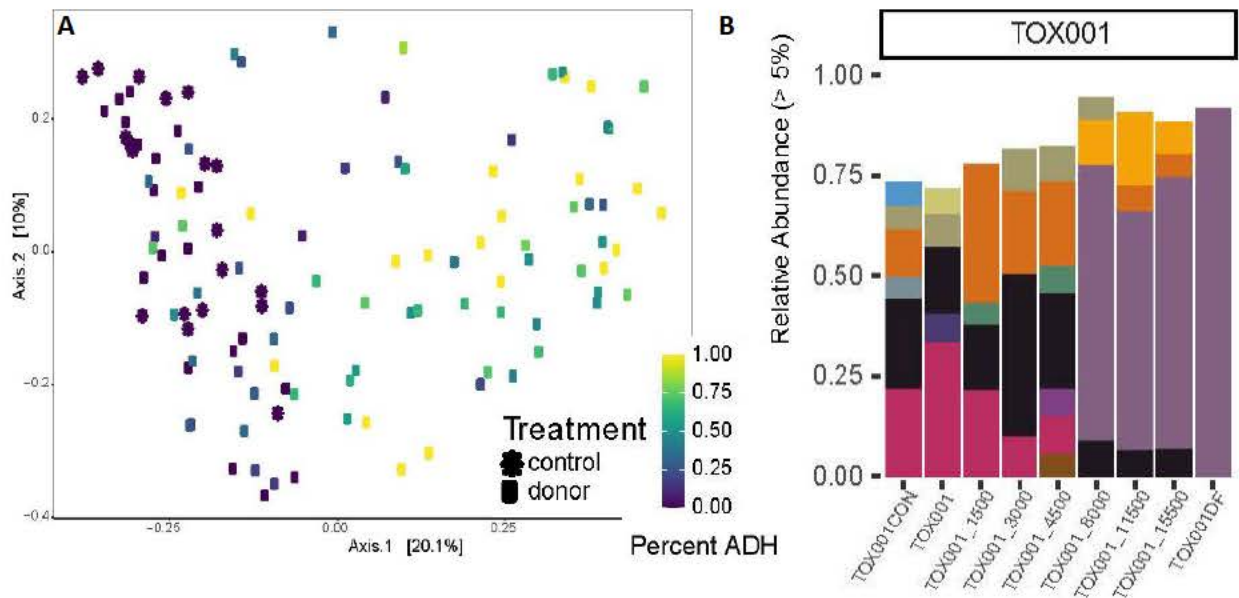 A
0.2
0.0
-0.2
-0.4
Axis.2 [10%]
-0.25
0.00
0.25
Axis.1 [20.1%]
Treatment
control
donor
1.00
0.75
0.50
0.25
0.00
Percent ADH
B
TOX001
Relative Abundance (> 5%)
1.00
0.75
0.50
0.25
0.00
TOX001CON
TOX001
TOX001_1500
TOX001_3000
TOX001_4500
TOX001_8000
TOX001_11500
TOX001_15500
TOX001DF